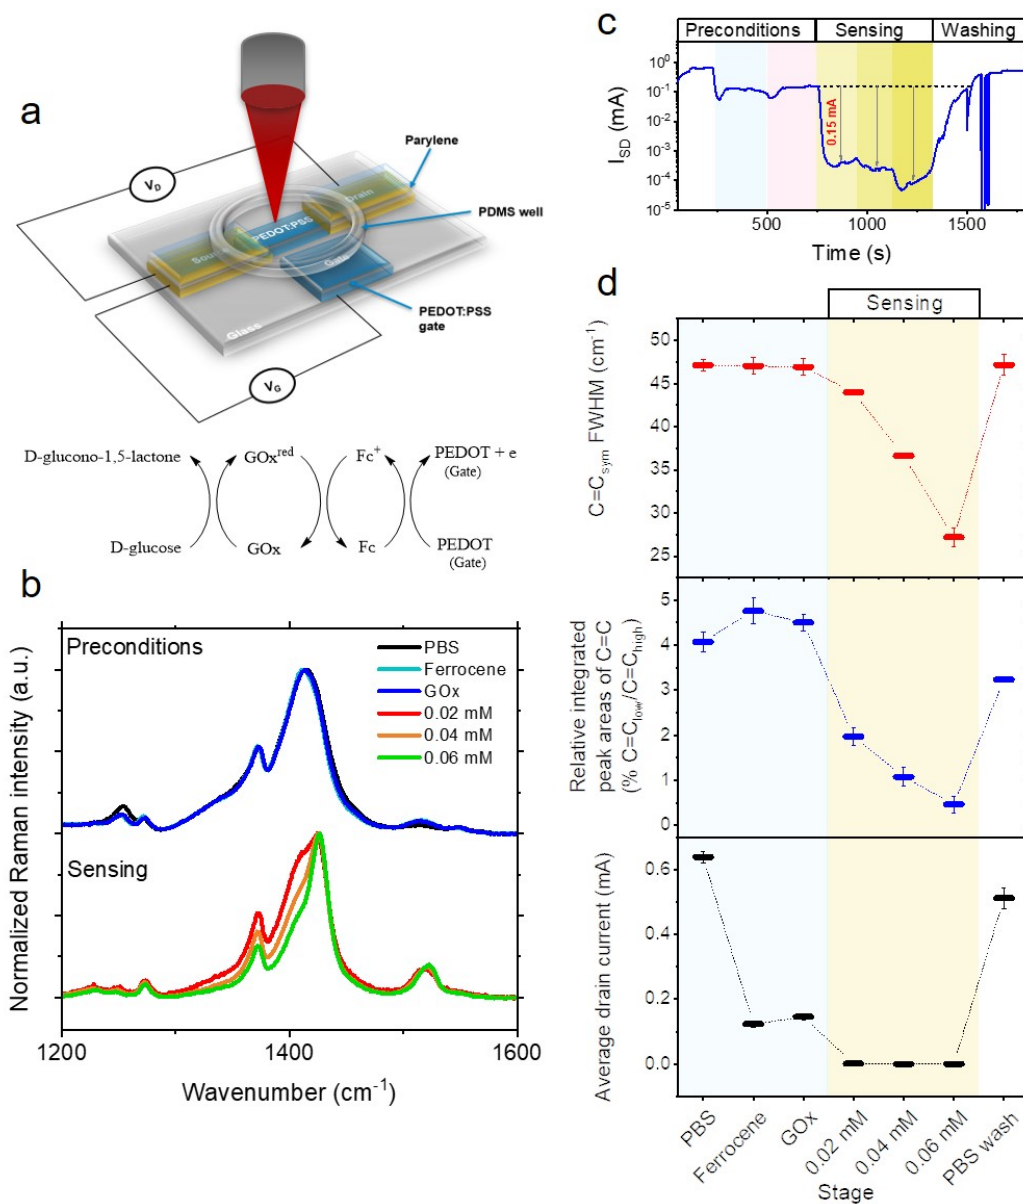 a
V_D
Parylene
Drain
PDMS well
PEDOT:PSS
Gate
PEDOT:PSS
gate
Glass
V_G
D-glucono-1,5-lactone
GOx^red
Fc⁺
PEDOT + e
(Gate)
D-glucose
GOx
Fc
PEDOT
(Gate)
b
Preconditions
PBS
Ferrocene
GOx
0.02 mM
0.04 mM
0.06 mM
Sensing
Normalized Raman intensity (a.u.)
1200
1400
1600
Wavenumber (cm⁻¹)
c
Preconditions
Sensing
Washing
I_SD (mA)
10⁰
10⁻¹
10⁻³
10⁻⁴
10⁻⁵
0.15 mA
500
1000
1500
Time (s)
d
Sensing
C=C_sym FWHM (cm⁻¹)
50
45
35
30
25
Relative integrated
peak areas of C=C
(% C=C_low/C=C_high)
5
4
3
2
1
0
Average drain current (mA)
0.6
0.4
0.2
0.0
PBS
Ferrocene
GOx
0.02 mM
0.04 mM
0.06 mM
PBS wash
Stage